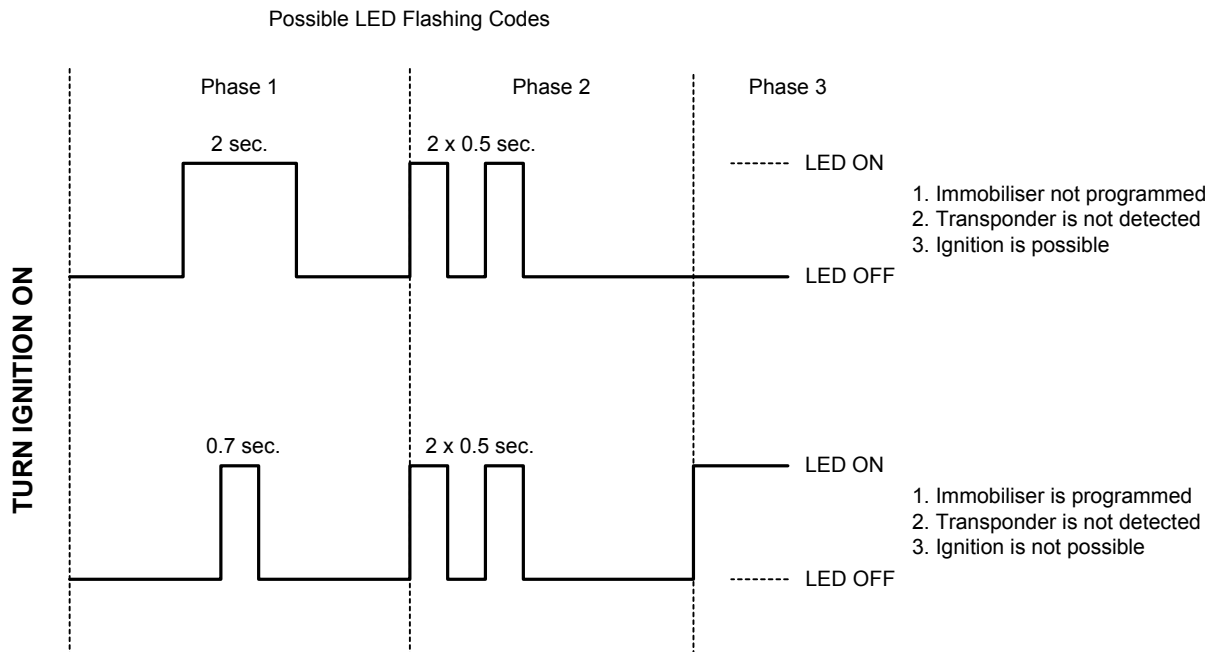 Possible LED Flashing Codes
Phase 1
Phase 2
Phase 3
TURN IGNITION ON
2 sec.
2 x 0.5 sec.
LED ON
LED OFF
1. Immobiliser not programmed
2. Transponder is not detected
3. Ignition is possible
0.7 sec.
2 x 0.5 sec.
LED ON
LED OFF
1. Immobiliser is programmed
2. Transponder is not detected
3. Ignition is not possible